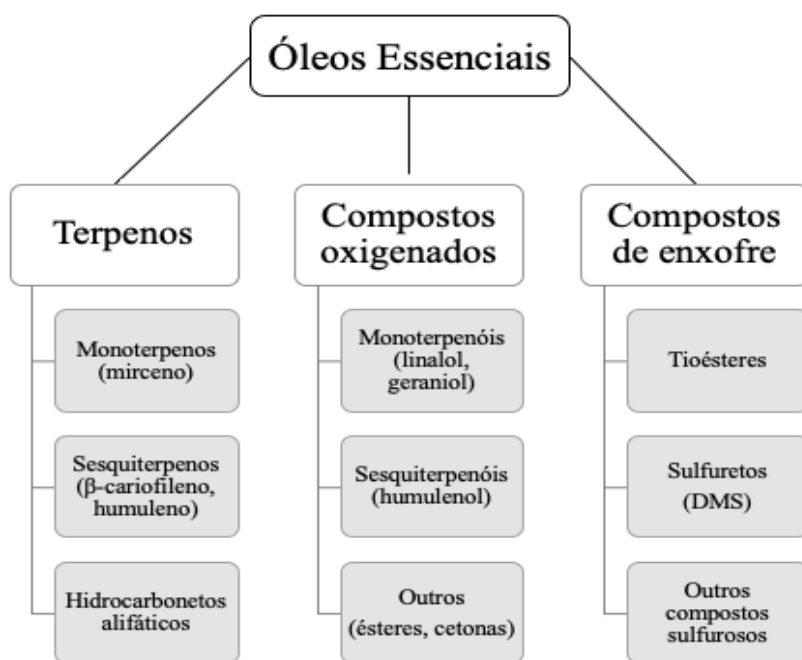 Óleos Essenciais
Terpenos
Monoterpenos
(mirceno)
Sesquiterpenos
(β-cariofileno,
humuleno)
Hidrocarbonetos
alifáticos
Compostos
oxigenados
Monoterpenóis
(linalol,
geraniol)
Sesquiterpenóis
(humulenol)
Outros
(ésteres, cetonas)
Compostos
de enxofre
Tioésteres
Sulfuretos
(DMS)
Outros
compostos
sulfurosos